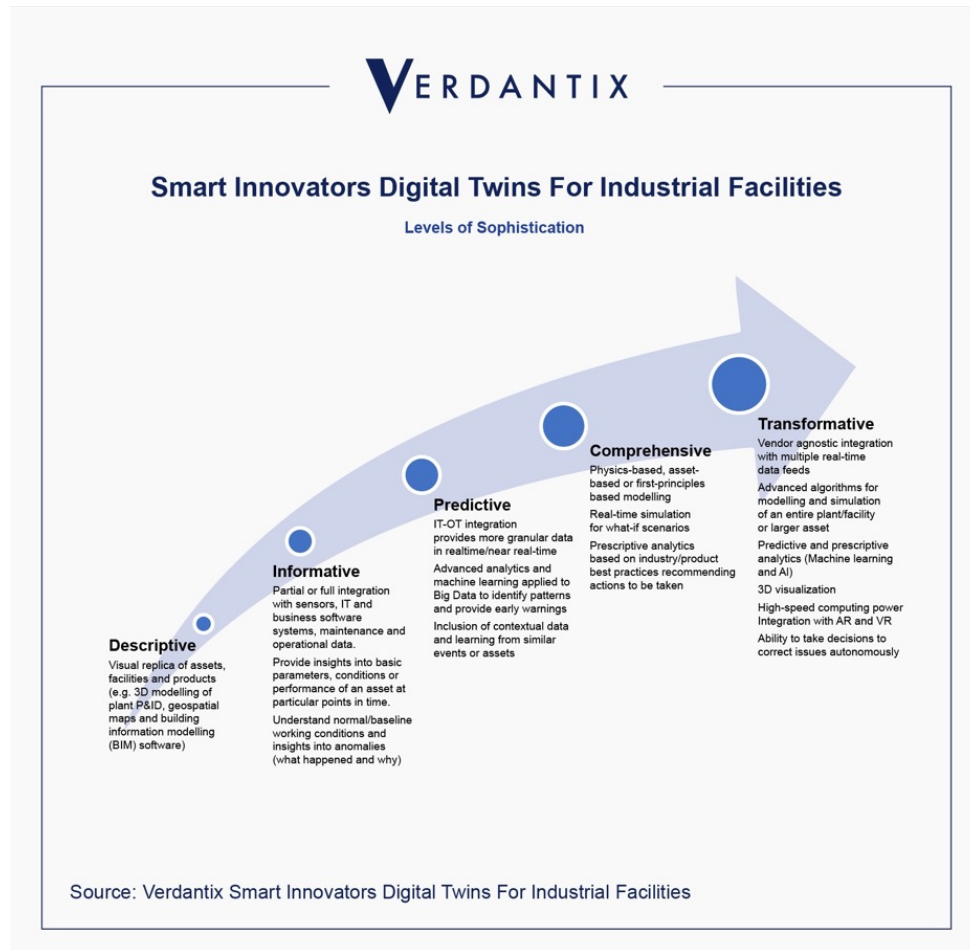 VERDANTIX
Smart Innovators Digital Twins For Industrial Facilities
Levels of Sophistication
Descriptive
Visual replica of assets,
facilities and products
(e.g. 3D modelling of
plant P&ID, geospatial
maps and building
information modelling
(BIM) software)
Informative
Partial or full integration
with sensors, IT and
business software
systems, maintenance and
operational data.
Provide insights into basic
parameters, conditions or
performance of an asset at
particular points in time.
Understand normal/baseline
working conditions and
insights into anomalies
(what happened and why)
Predictive
IT-OT integration
provides more granular data
in realtime/near real-time
Advanced analytics and
machine learning applied to
Big Data to identify patterns
and provide early warnings
Inclusion of contextual data
and learning from similar
events or assets
Comprehensive
Physics-based, asset-
based or first-principles
based modelling
Real-time simulation
for what-if scenarios
Prescriptive analytics
based on industry/product
best practices recommending
actions to be taken
Transformative
Vendor agnostic integration
with multiple real-time
data feeds
Advanced algorithms for
modelling and simulation
of an entire plant/facility
or larger asset
Predictive and prescriptive
analytics (Machine learning
and AI)
3D visualization
High-speed computing power
Integration with AR and VR
Ability to take decisions to
correct issues autonomously
Source: Verdantix Smart Innovators Digital Twins For Industrial Facilities